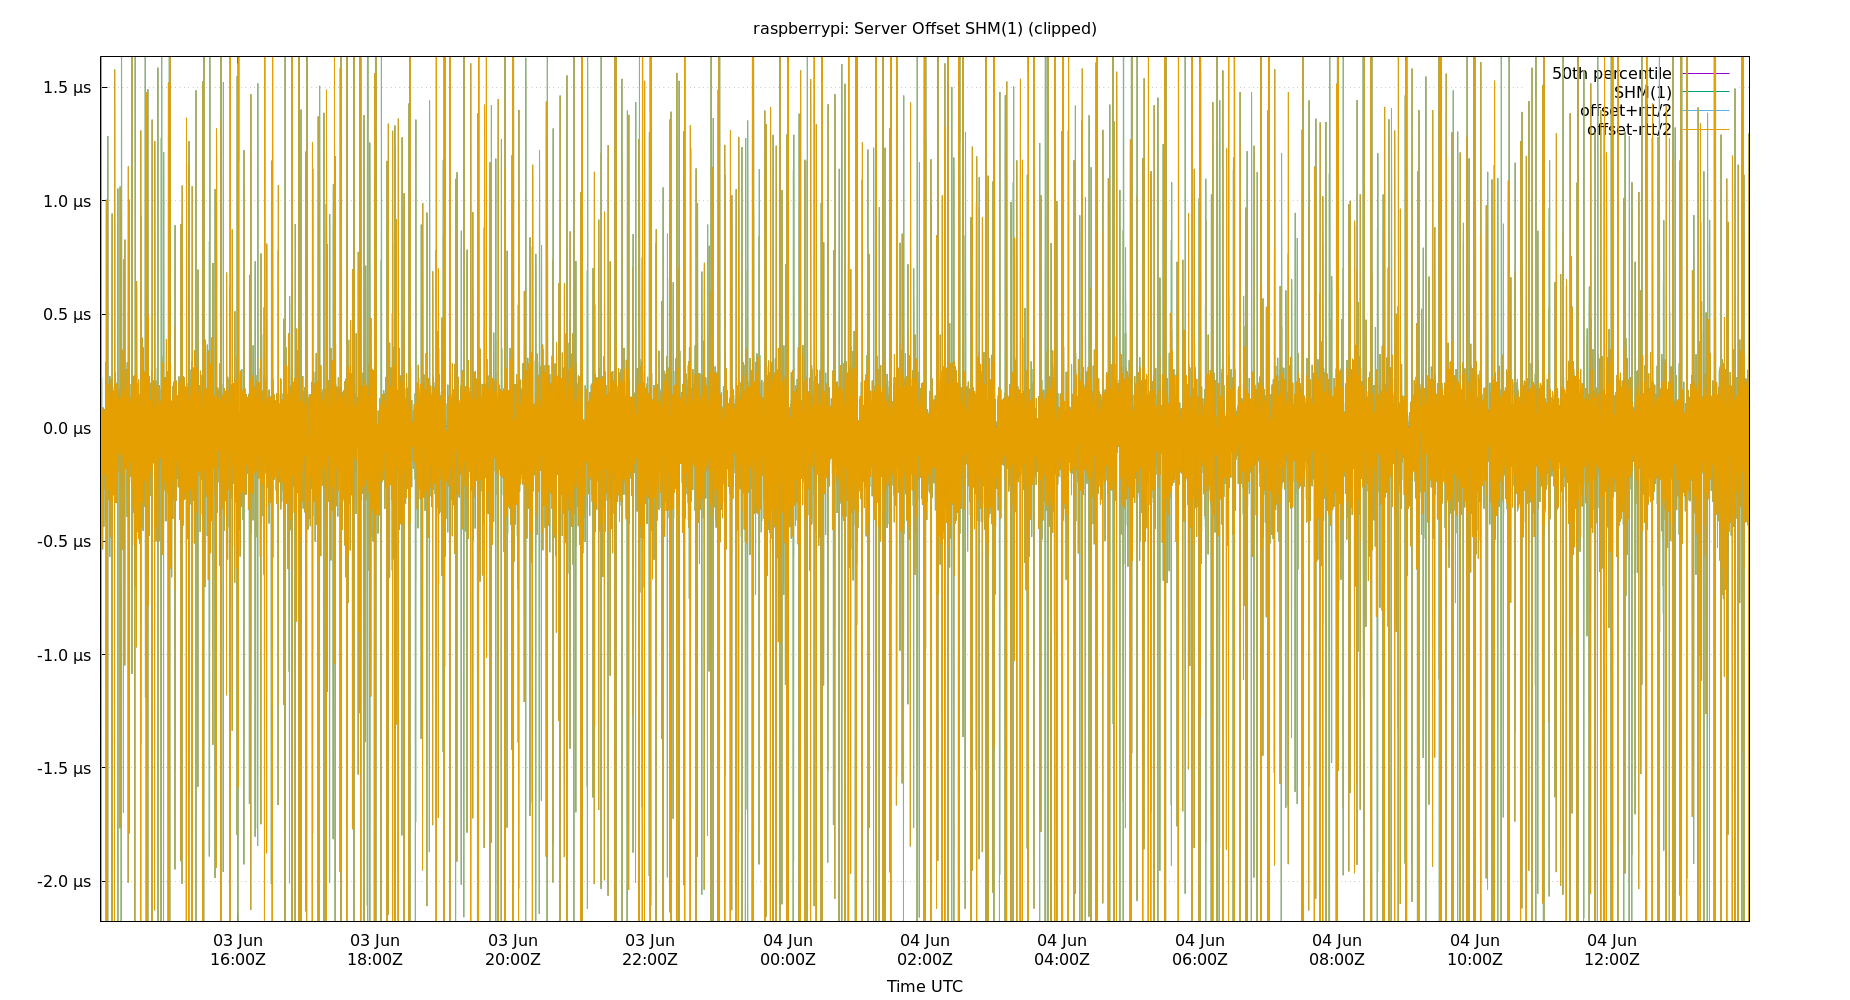 raspberrypi: Server Offset SHM(1) (clipped)
50th percentile
SHM(1)
offset+rtt/2
offset-rtt/2
1.5 µs
1.0 µs
0.5 µs
0.0 µs
-0.5 µs
-1.0 µs
-1.5 µs
-2.0 µs
03 Jun 03 Jun 03 Jun 03 Jun 04 Jun 04 Jun 04 Jun 04 Jun 04 Jun 04 Jun 04 Jun
16:00Z 18:00Z 20:00Z 22:00Z 00:00Z 02:00Z 04:00Z 06:00Z 08:00Z 10:00Z 12:00Z
Time UTC